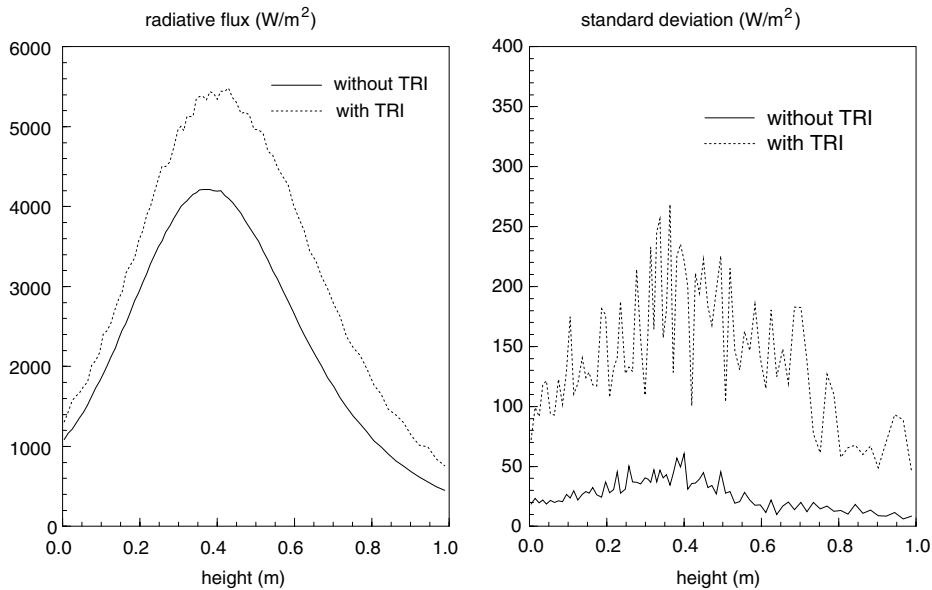 radiative flux (W/m²)
6000
5000
4000
3000
2000
1000
0
0.0 0.2 0.4 0.6 0.8 1.0
height (m)
without TRI
with TRI
standard deviation (W/m²)
400
350
300
250
200
150
100
50
0
0.0 0.2 0.4 0.6 0.8 1.0
height (m)
without TRI
with TRI